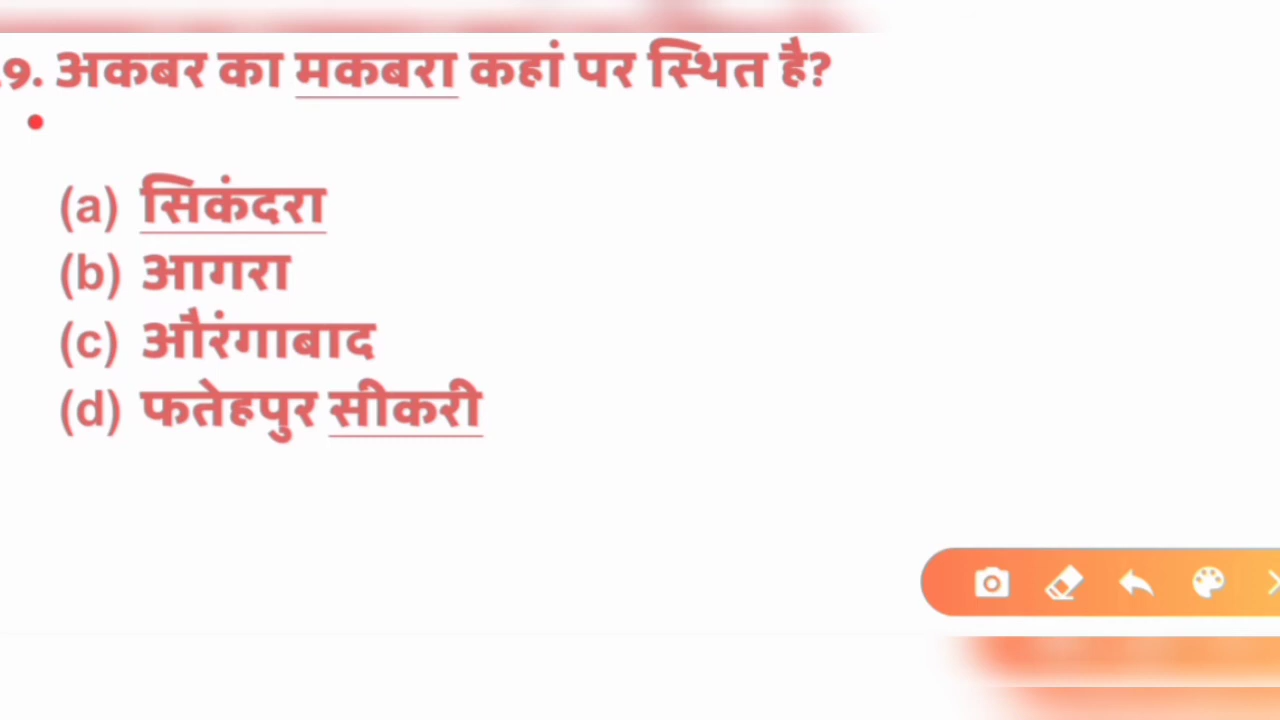 9. अकबर का मकबरा कहां पर स्थित है?
(a) सिकंदरा
(b) आगरा
(c) औरंगाबाद
(d) फतेहपुर सीकरी